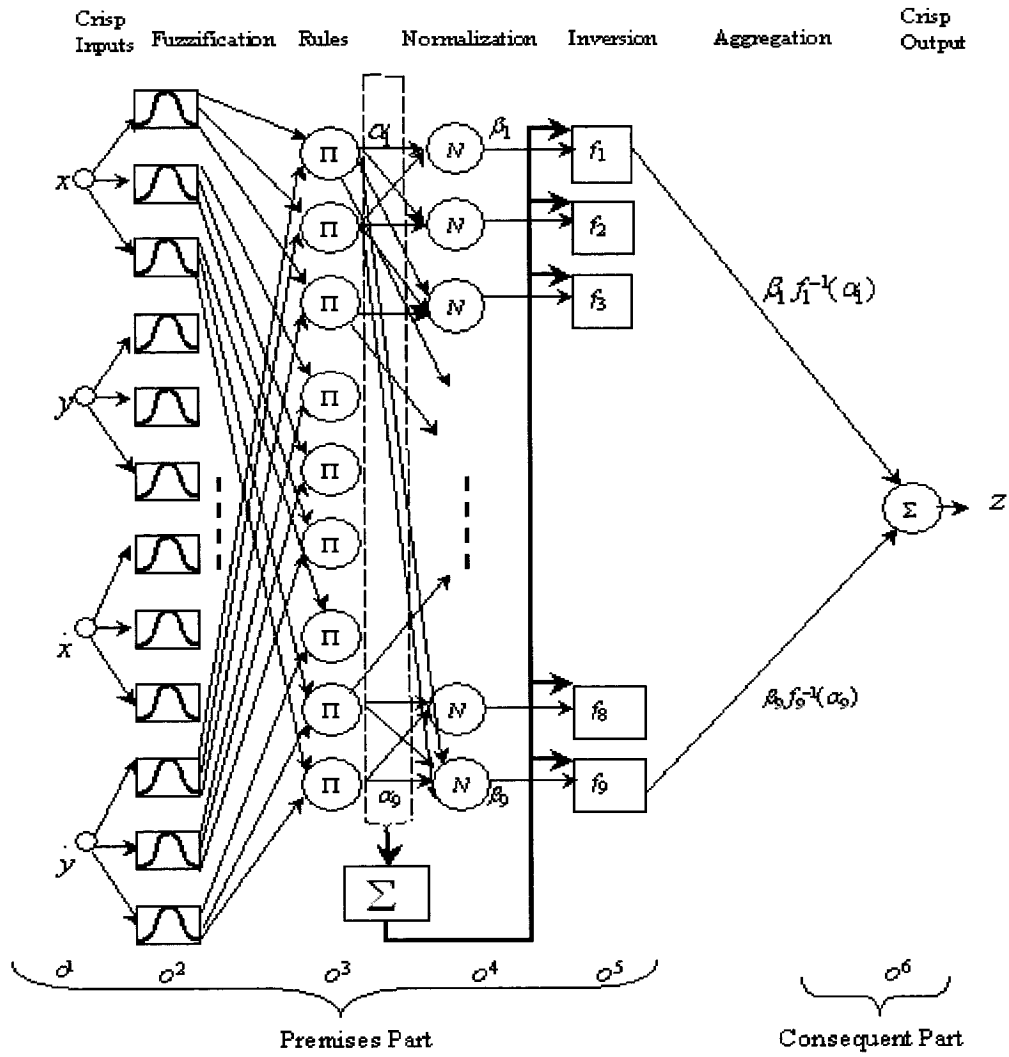 Crisp Inputs
Fuzzification
Rules
Normalization
Inversion
Aggregation
Crisp Output
x
y
ẋ
ẏ
Π
Π
Π
Π
Π
Π
Π
Π
Π
α₁
α₉
N
N
N
N
N
β₁
β₉
f₁
f₂
f₃
f₈
f₉
β₁ f₁⁻¹(α₁)
β₉ f₉⁻¹(α₉)
Σ
z
Σ
O¹
O²
O³
O⁴
O⁵
O⁶
Premises Part
Consequent Part